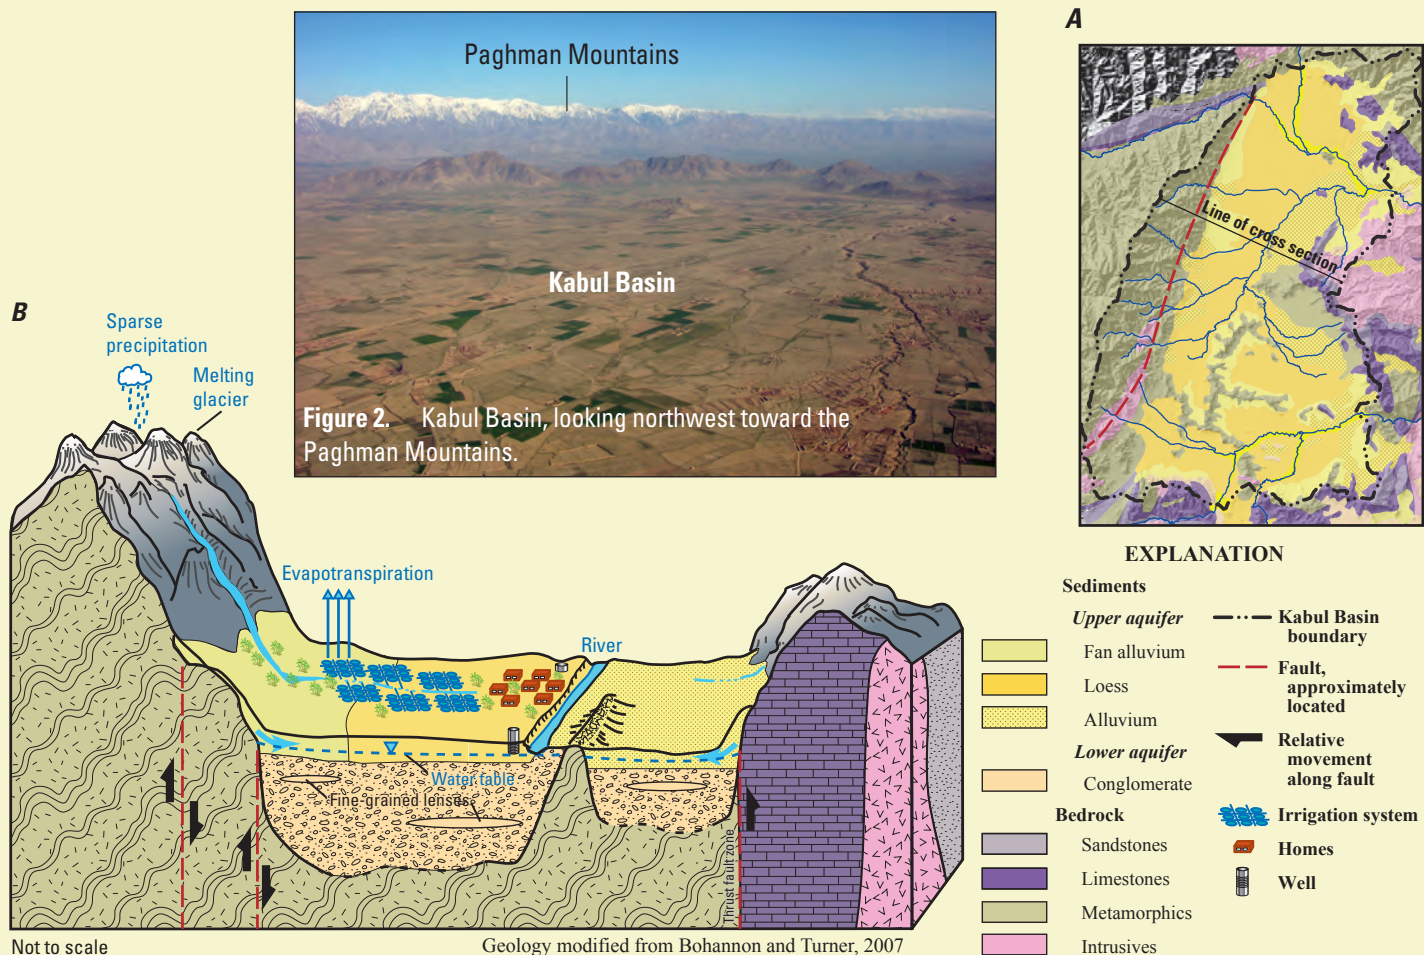 A
Paghman Mountains
Kabul Basin
Figure 2. Kabul Basin, looking northwest toward the
Paghman Mountains.
Line of cross section
B
Sparse
precipitation
Melting
glacier
Evapotranspiration
River
Water table
Fine-grained lenses
Thrust fault zone
Not to scale
Geology modified from Bohannon and Turner, 2007
EXPLANATION
Sediments
Upper aquifer
Fan alluvium
Loess
Alluvium
Lower aquifer
Conglomerate
Bedrock
Sandstones
Limestones
Metamorphics
Intrusives
Kabul Basin
boundary
Fault,
approximately
located
Relative
movement
along fault
Irrigation system
Homes
Well